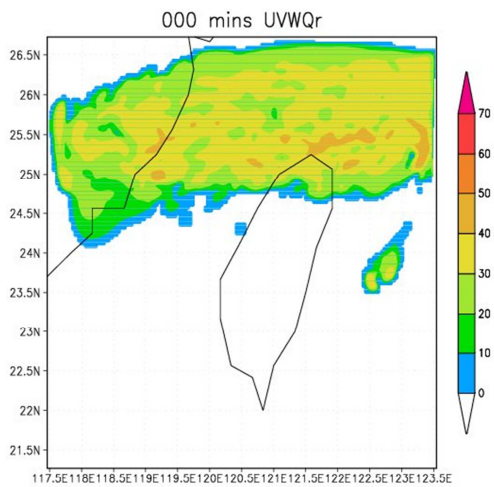 000 mins UVWQr
26.5N
26N
25.5N
25N
24.5N
24N
23.5N
23N
22.5N
22N
21.5N
117.5E118E118.5E119E119.5E120E120.5E121E121.5E122E122.5E123E123.5E
70
60
50
40
30
20
10
0